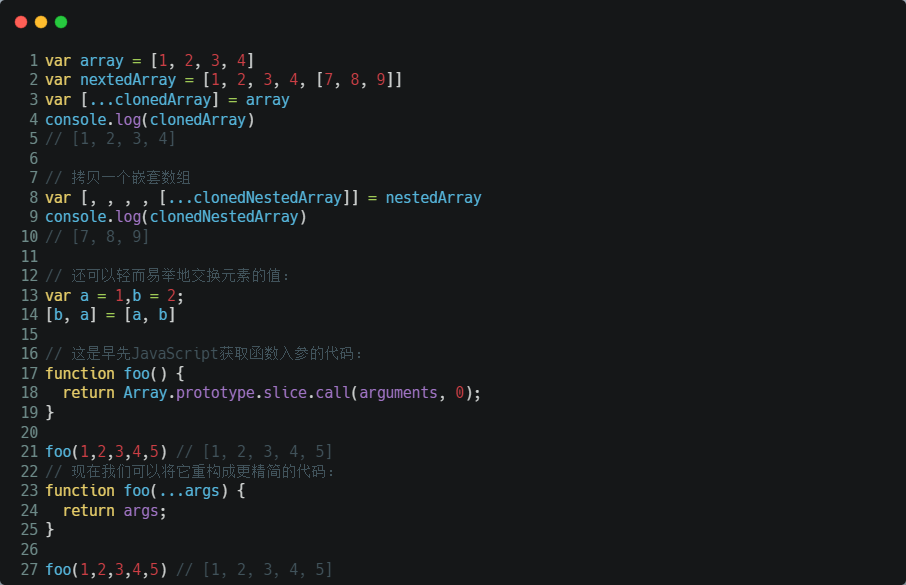 1 var array = [1, 2, 3, 4]
2 var nextedArray = [1, 2, 3, 4, [7, 8, 9]]
3 var [...clonedArray] = array
4 console.log(clonedArray)
5 // [1, 2, 3, 4]
6
7 // 拷贝一个嵌套数组
8 var [, , , , [...clonedNestedArray]] = nestedArray
9 console.log(clonedNestedArray)
10 // [7, 8, 9]
11
12 // 还可以轻而易举地交换元素的值：
13 var a = 1,b = 2;
14 [b, a] = [a, b]
15
16 // 这是早先JavaScript获取函数入参的代码：
17 function foo() {
18   return Array.prototype.slice.call(arguments, 0);
19 }
20
21 foo(1,2,3,4,5) // [1, 2, 3, 4, 5]
22 // 现在我们可以将它重构成更精简的代码：
23 function foo(...args) {
24   return args;
25 }
26
27 foo(1,2,3,4,5) // [1, 2, 3, 4, 5]